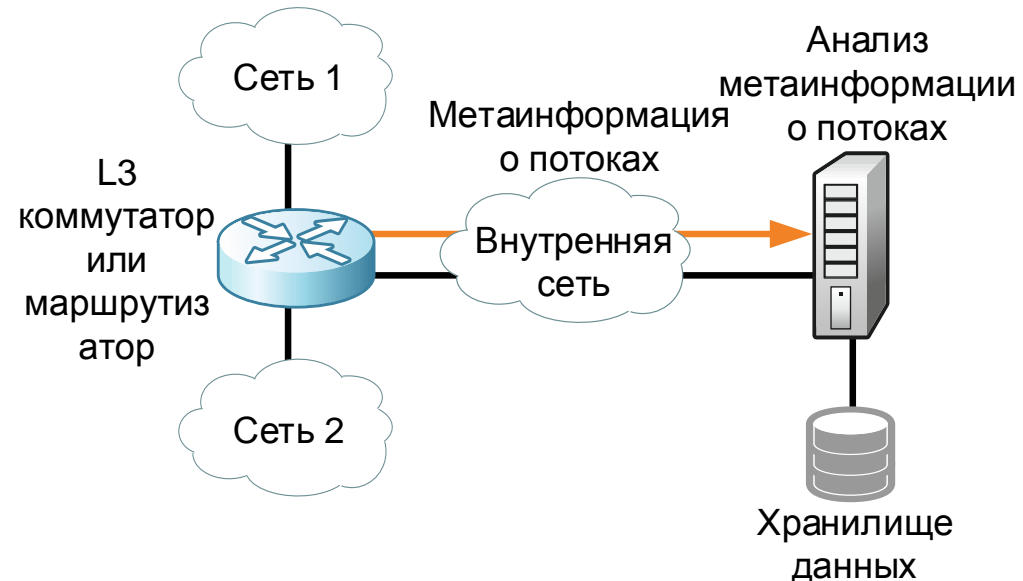 Сеть 1
Анализ
метаинформации
о потоках
Метаинформация
о потоках
L3
коммутатор
или
маршрутиз
атор
Внутренняя
сеть
Сеть 2
Хранилище
данных